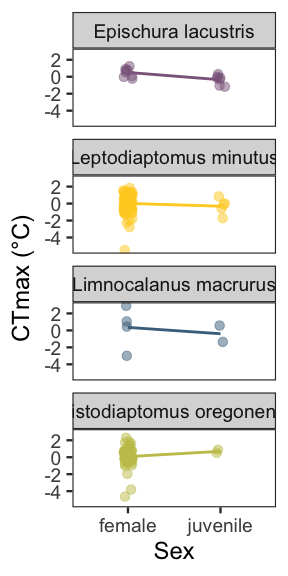 Epischura lacustris
2
0
-2
-4
Leptodiaptomus minutus
2
0
-2
-4
Limnocalanus macrurus
2
0
-2
-4
istodiaptomus oregonen
2
0
-2
-4
CTmax (°C)
female juvenile
Sex